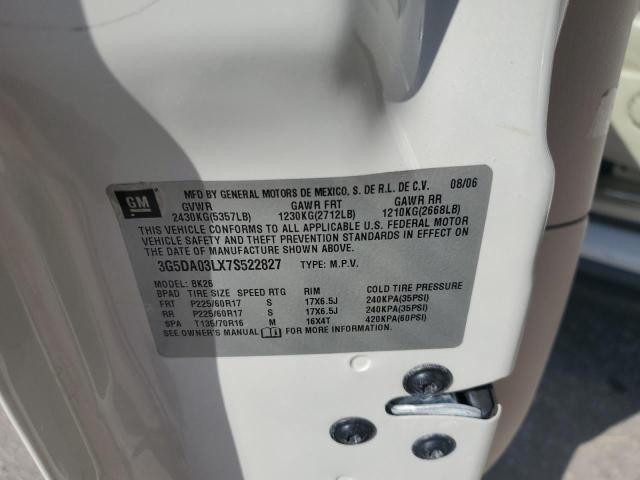 GM
MFD BY GENERAL MOTORS DE MEXICO, S. DE R.L. DE C.V. 08/06
GVWR GAWR FRT GAWR RR
2430KG(5357LB) 1230KG(2712LB) 1210KG(2668LB)
THIS VEHICLE CONFORMS TO ALL APPLICABLE U.S. FEDERAL MOTOR
VEHICLE SAFETY STANDARDS IN EFFECT ON
THE DATE OF MANUFACTURE SHOWN ABOVE.
3G5DA03LX7S522827 TYPE: M.P.V.
MODEL: BK26
BPAD TIRE SIZE SPEED RTG RIM COLD TIRE PRESSURE
FRT P225/60R17 S 17X6.5J 240KPA(35PSI)
RR P225/60R17 S 17X6.5J 240KPA(35PSI)
SPA T135/70R16 M 16X4T 420KPA(60PSI)
SEE OWNER'S MANUAL FOR MORE INFORMATION.